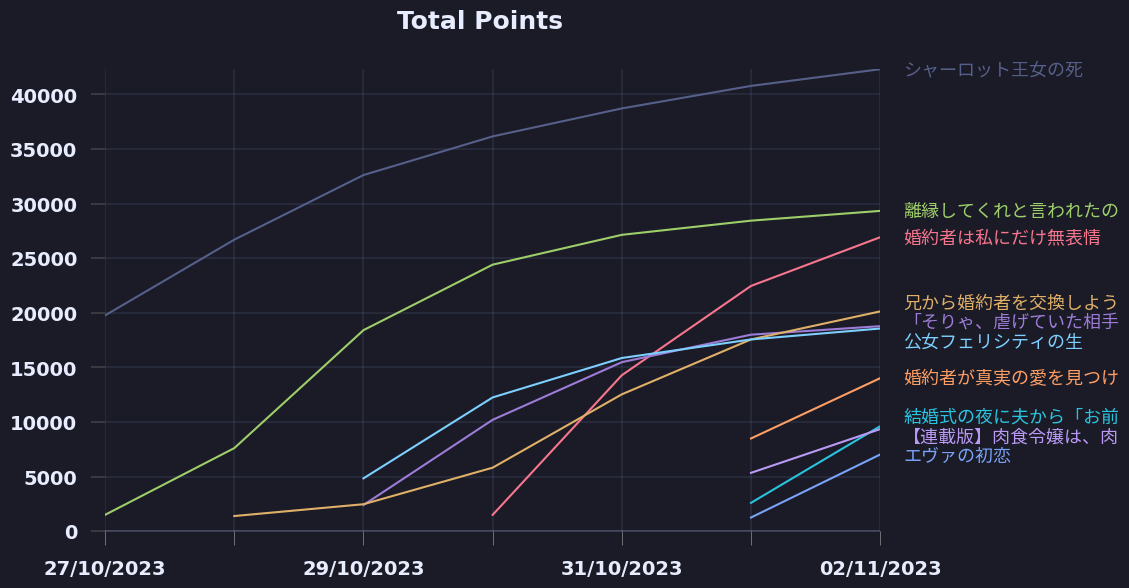 Total Points
シャーロット王女の死
40000
35000
30000
離縁してくれと言われたの
婚約者は私にだけ無表情
25000
兄から婚約者を交換しよう
20000
「そりゃ、虐げていた相手
公女フェリシティの生
15000
婚約者が真実の愛を見つけ
10000
結婚式の夜に夫から「お前
【連載版】肉食令嬢は、肉
エヴァの初恋
5000
0
27/10/2023 29/10/2023 31/10/2023 02/11/2023